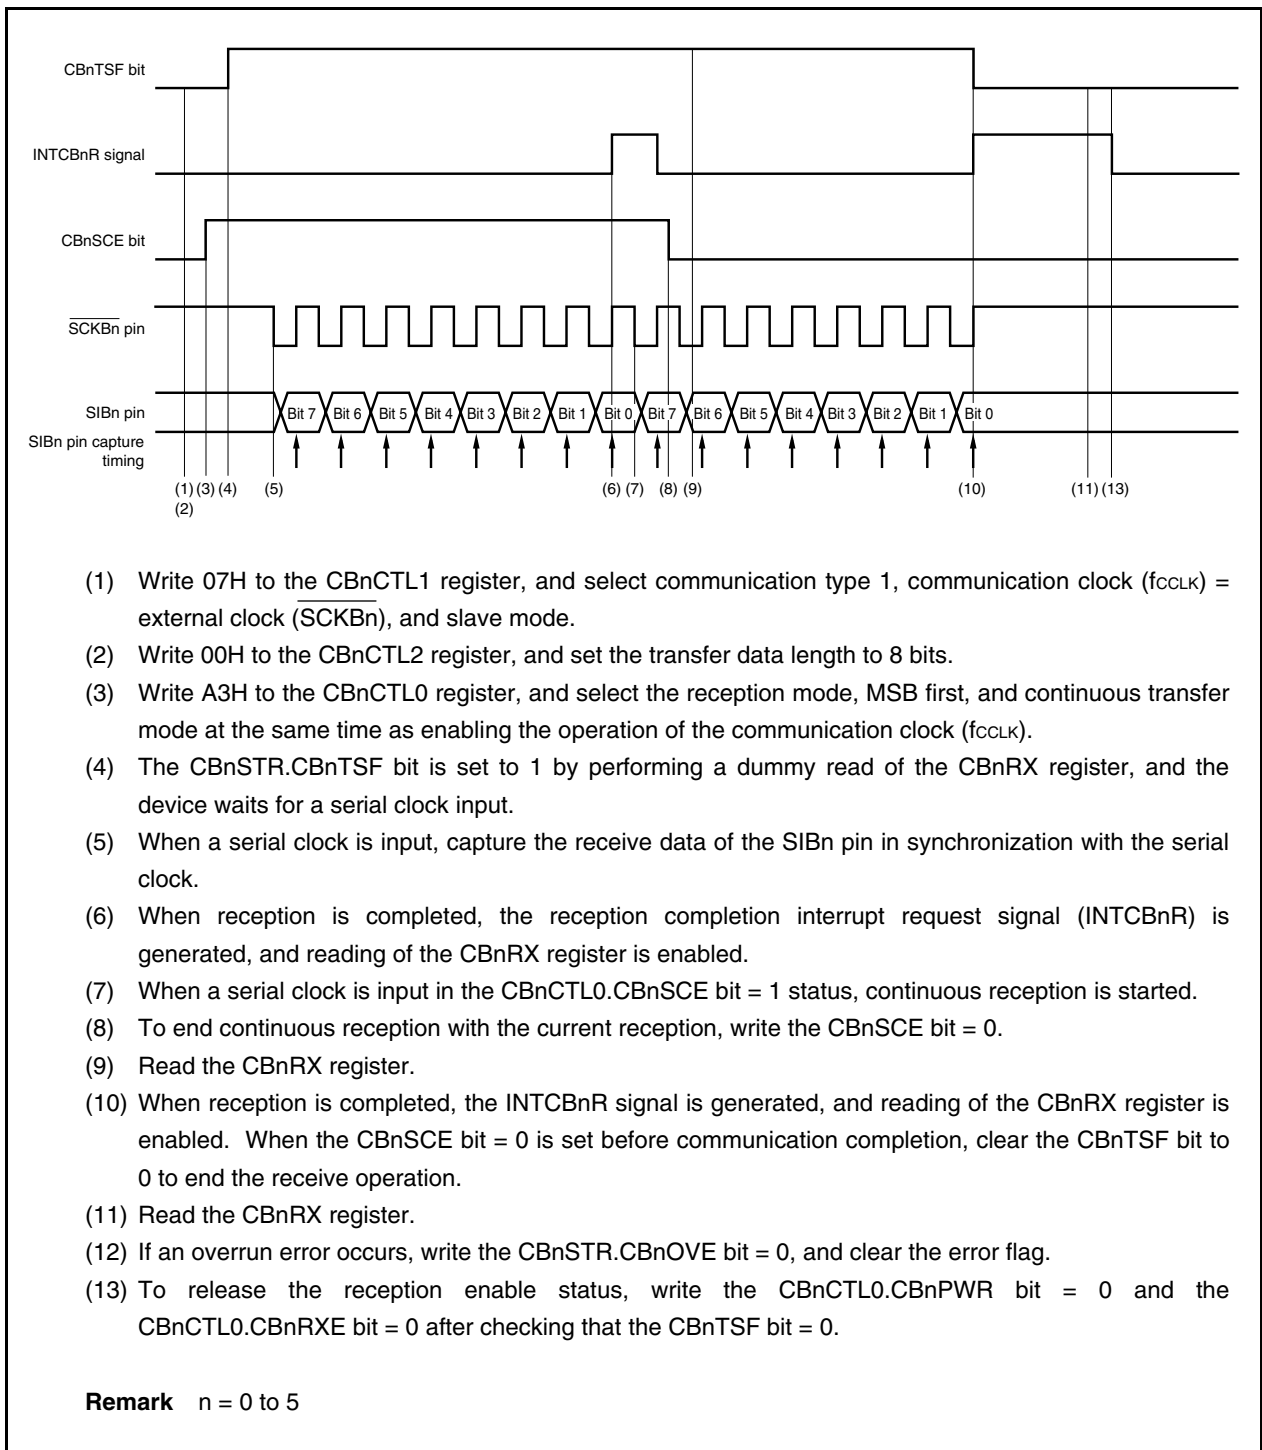 CBnTSF bit
INTCBnR signal
CBnSCE bit
SCKBn pin
SIBn pin
Bit 7 Bit 6 Bit 5 Bit 4 Bit 3 Bit 2 Bit 1 Bit 0 Bit 7 Bit 6 Bit 5 Bit 4 Bit 3 Bit 2 Bit 1 Bit 0
SIBn pin capture
timing
(1) (3) (4) (5) (6) (7) (8) (9) (10) (11) (13)
(2)
(1) Write 07H to the CBnCTL1 register, and select communication type 1, communication clock (fCCLK) =
external clock (SCKBn), and slave mode.
(2) Write 00H to the CBnCTL2 register, and set the transfer data length to 8 bits.
(3) Write A3H to the CBnCTL0 register, and select the reception mode, MSB first, and continuous transfer
mode at the same time as enabling the operation of the communication clock (fCCLK).
(4) The CBnSTR.CBnTSF bit is set to 1 by performing a dummy read of the CBnRX register, and the
device waits for a serial clock input.
(5) When a serial clock is input, capture the receive data of the SIBn pin in synchronization with the serial
clock.
(6) When reception is completed, the reception completion interrupt request signal (INTCBnR) is
generated, and reading of the CBnRX register is enabled.
(7) When a serial clock is input in the CBnCTL0.CBnSCE bit = 1 status, continuous reception is started.
(8) To end continuous reception with the current reception, write the CBnSCE bit = 0.
(9) Read the CBnRX register.
(10) When reception is completed, the INTCBnR signal is generated, and reading of the CBnRX register is
enabled. When the CBnSCE bit = 0 is set before communication completion, clear the CBnTSF bit to
0 to end the receive operation.
(11) Read the CBnRX register.
(12) If an overrun error occurs, write the CBnSTR.CBnOVE bit = 0, and clear the error flag.
(13) To release the reception enable status, write the CBnCTL0.CBnPWR bit = 0 and the
CBnCTL0.CBnRXE bit = 0 after checking that the CBnTSF bit = 0.
Remark n = 0 to 5